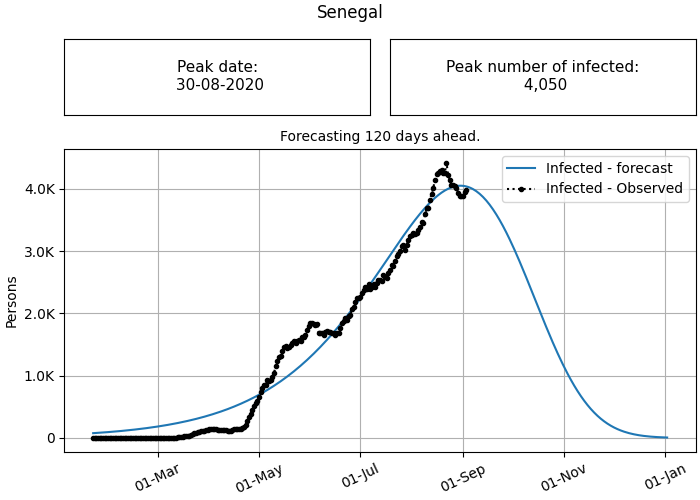 Senegal
Peak date:
30-08-2020
Peak number of infected:
4,050
Forecasting 120 days ahead.
Infected - forecast
Infected - Observed
4.0K
3.0K
2.0K
1.0K
0
Persons
01-Mar
01-May
01-Jul
01-Sep
01-Nov
01-Jan